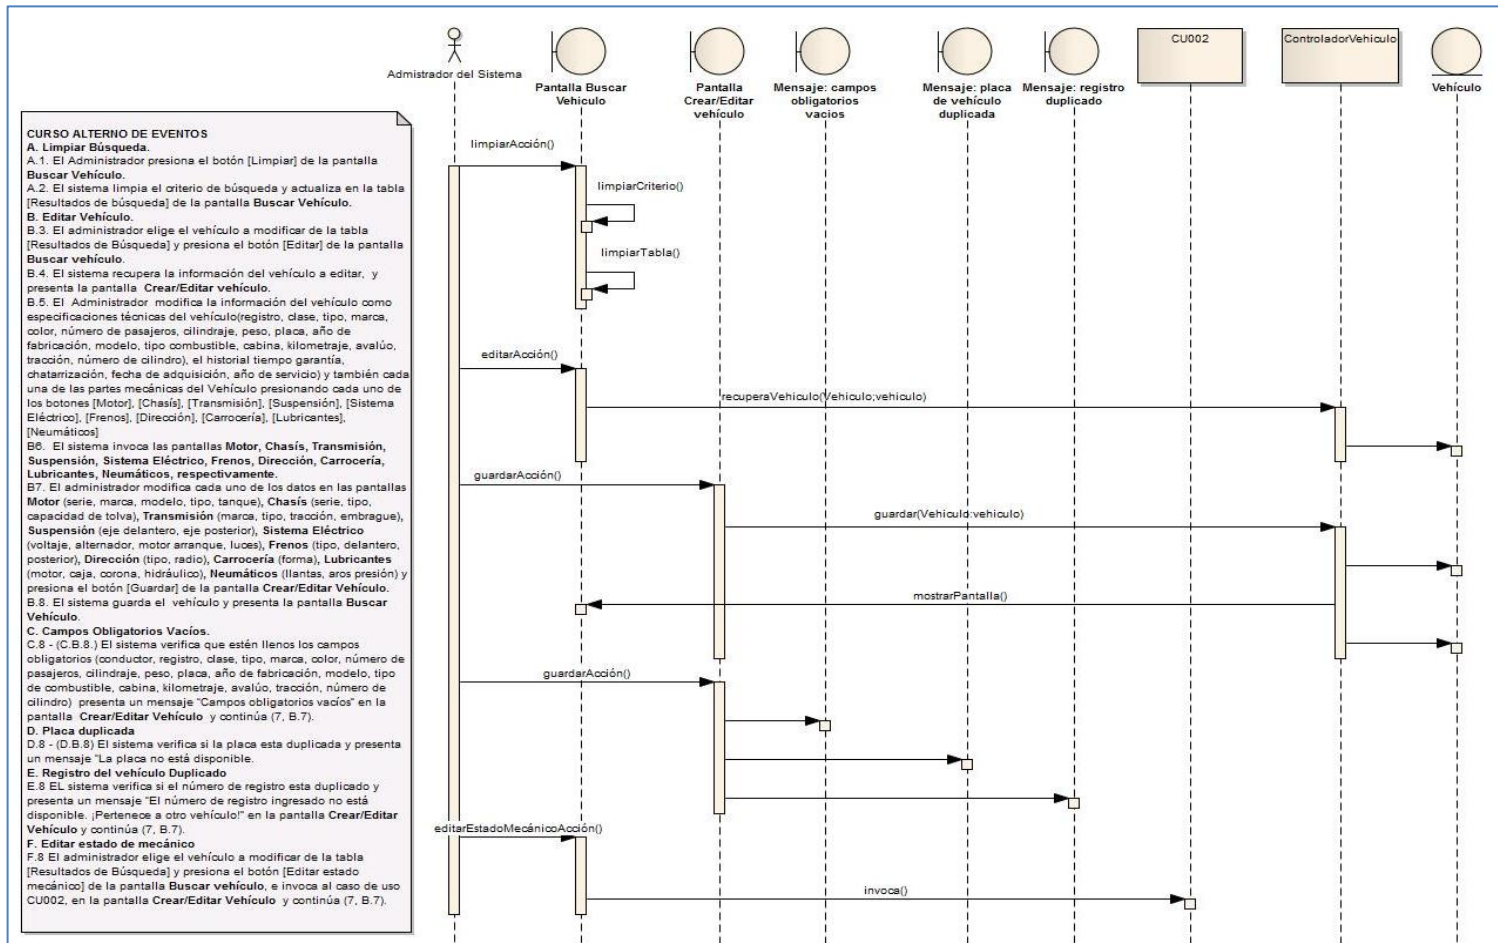 Admistrador del Sistema
Pantalla Buscar
Vehiculo
Pantalla
Crear/Editar
vehículo
Mensaje: campos
obligatorios
vacios
Mensaje: placa
de vehículo
duplicada
Mensaje: registro
duplicado
CU002
ControladorVehiculo
Vehículo
CURSO ALTERNO DE EVENTOS
A. Limpiar Búsqueda.
A.1. El Administrador presiona el botón [Limpiar] de la pantalla
Buscar Vehículo.
A.2. El sistema limpia el criterio de búsqueda y actualiza en la tabla
[Resultados de búsqueda] de la pantalla Buscar Vehículo.
B. Editar Vehículo.
B.3. El administrador elige el vehículo a modificar de la tabla
[Resultados de Búsqueda] y presiona el botón [Editar] de la pantalla
Buscar vehículo.
B.4. El sistema recupera la información del vehículo a editar, y
presenta la pantalla Crear/Editar vehículo.
B.5. El Administrador modifica la información del vehículo como
especificaciones técnicas del vehículo(registro, clase, tipo, marca,
color, número de pasajeros, cilindraje, peso, placa, año de
fabricación, modelo, tipo combustible, cabina, kilometraje, avalúo,
tracción, número de cilindro), el historial tiempo garantía,
chatarrización, fecha de adquisición, año de servicio) y también cada
una de las partes mecánicas del Vehículo presionando cada uno de
los botones [Motor], [Chasís], [Transmisión], [Suspensión], [Sistema
Eléctrico], [Frenos], [Dirección], [Carrocería], [Lubricantes],
[Neumáticos]
B6. El sistema invoca las pantallas Motor, Chasís, Transmisión,
Suspensión, Sistema Eléctrico, Frenos, Dirección, Carrocería,
Lubricantes, Neumáticos, respectivamente.
B7. El administrador modifica cada uno de los datos en las pantallas
Motor (serie, marca, modelo, tipo, tanque), Chasís (serie, tipo,
capacidad de tolva), Transmisión (marca, tipo, tracción, embrague),
Suspensión (eje delantero, eje posterior), Sistema Eléctrico
(voltaje, alternador, motor arranque, luces), Frenos (tipo, delantero,
posterior), Dirección (tipo, radio), Carrocería (forma), Lubricantes
(motor, caja, corona, hidráulico), Neumáticos (llantas, aros presión) y
presiona el botón [Guardar] de la pantalla Crear/Editar Vehículo.
B.8. El sistema guarda el vehículo y presenta la pantalla Buscar
Vehículo.
C. Campos Obligatorios Vacíos.
C.8 - (C.B.8.) El sistema verifica que estén llenos los campos
obligatorios (conductor, registro, clase, tipo, marca, color, número de
pasajeros, cilindraje, peso, placa, año de fabricación, modelo, tipo
de combustible, cabina, kilometraje, avalúo, tracción, número de
cilindro) presenta un mensaje "Campos obligatorios vacíos" en la
pantalla Crear/Editar Vehículo y continúa (7, B.7).
D. Placa duplicada
D.8 - (D.B.8) El sistema verifica si la placa esta duplicada y presenta
un mensaje "La placa no está disponible.
E. Registro del vehículo Duplicado
E.8 EL sistema verifica si el número de registro esta duplicado y
presenta un mensaje "El número de registro ingresado no está
disponible. ¡Pertenece a otro vehículo!" en la pantalla Crear/Editar
Vehículo y continúa (7, B.7).
F. Editar estado de mecánico
F.8 El administrador elige el vehículo a modificar de la tabla
[Resultados de Búsqueda] y presiona el botón [Editar estado
mecánico] de la pantalla Buscar vehículo, e invoca al caso de uso
CU002, en la pantalla Crear/Editar Vehículo y continúa (7, B.7).
limpiarAcción()
limpiarCriterio()
limpiarTabla()
editarAcción()
recuperaVehiculo(Vehiculo;vehiculo)
guardarAcción()
guardar(Vehiculo:vehiculo)
mostrarPantalla()
guardarAcción()
editarEstadoMecánicoAcción()
invoca()